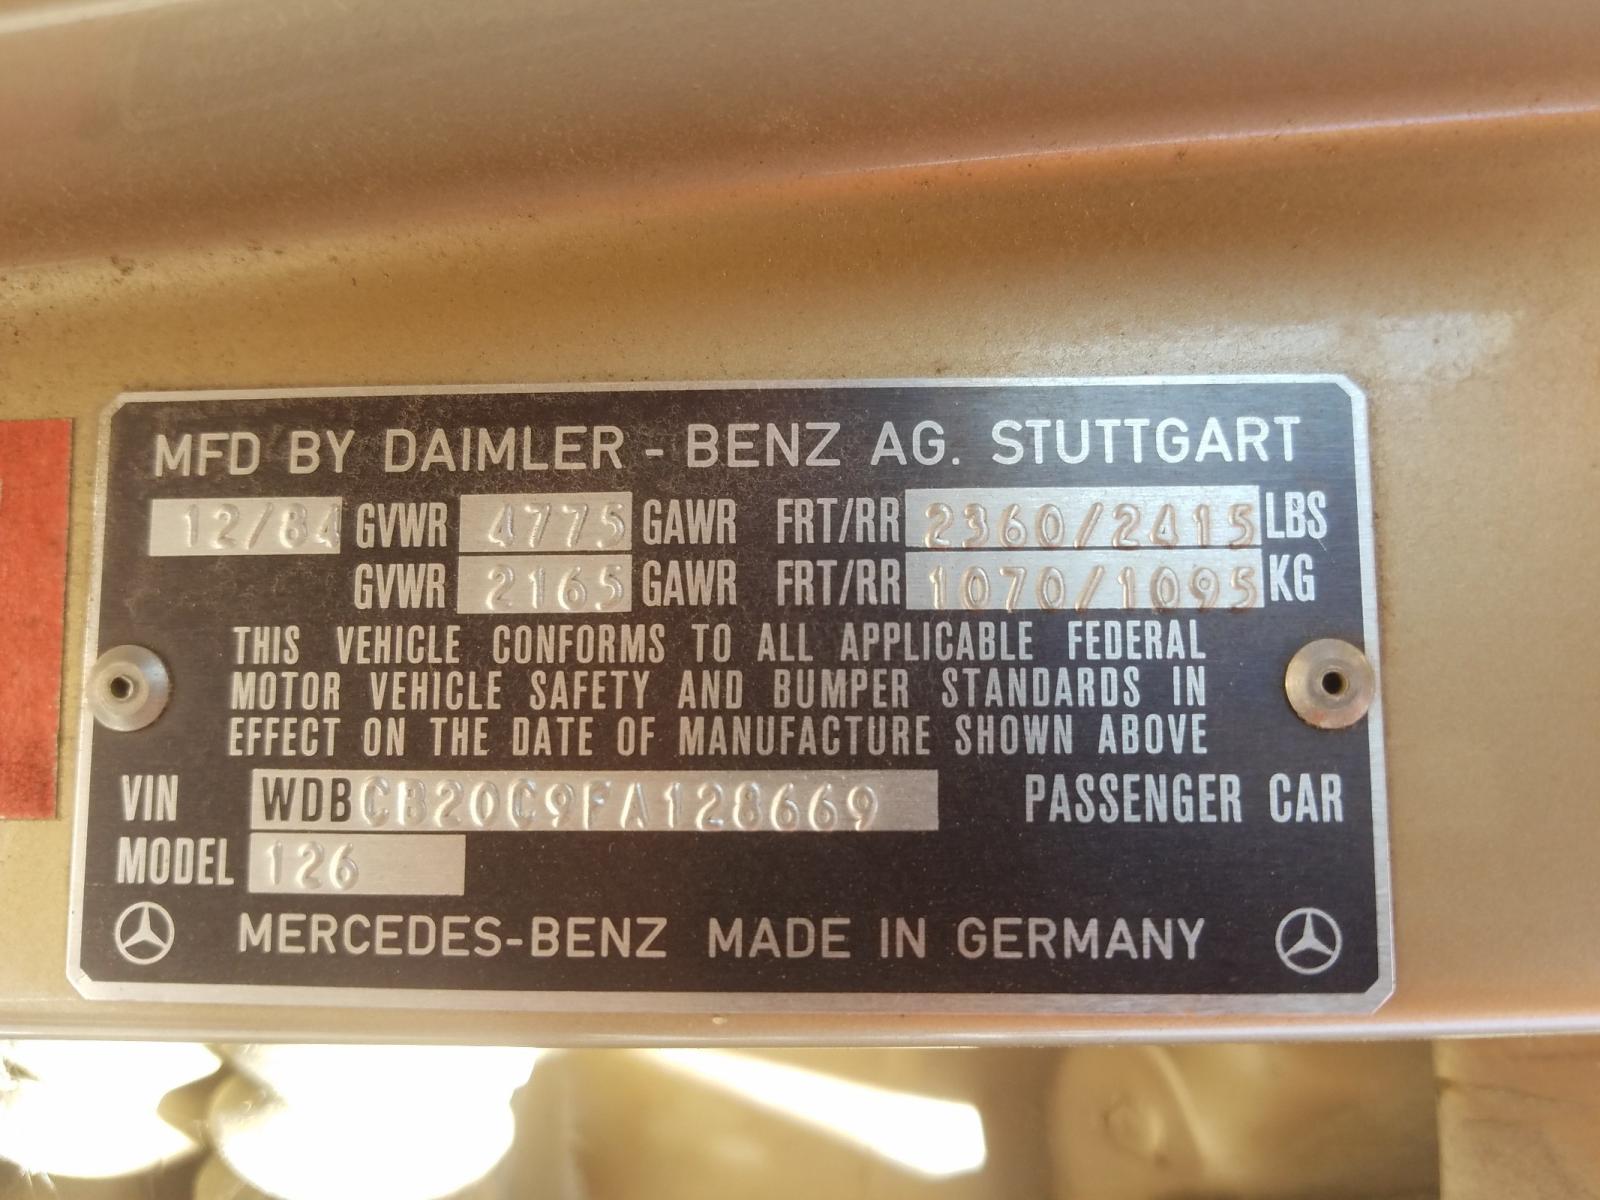 MFD BY DAIMLER - BENZ AG. STUTTGART
12/84 GVWR 4775 GAWR FRT/RR 2360/2415 LBS
GVWR 2165 GAWR FRT/RR 1070/1095 KG
THIS VEHICLE CONFORMS TO ALL APPLICABLE FEDERAL
MOTOR VEHICLE SAFETY AND BUMPER STANDARDS IN
EFFECT ON THE DATE OF MANUFACTURE SHOWN ABOVE
VIN WDBCB20C9FA128669 PASSENGER CAR
MODEL 126
MERCEDES-BENZ MADE IN GERMANY